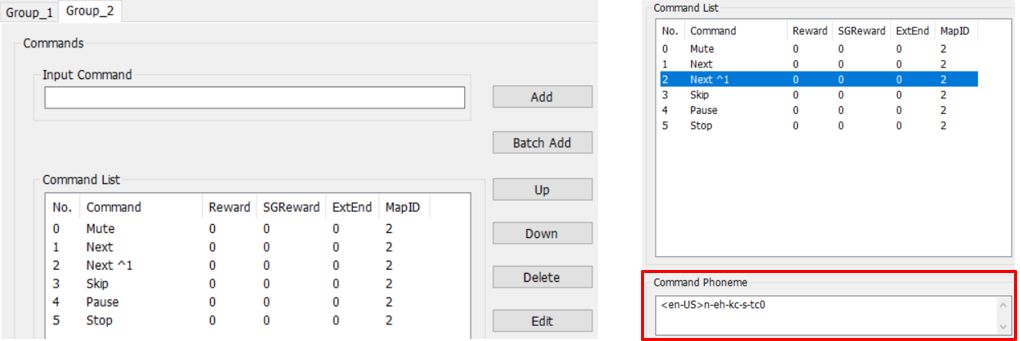 Group_1 Group_2
Commands
Input Command
Add
Batch Add
Up
Down
Delete
Edit
Command List
No. Command Reward SGReward ExtEnd MapID
0 Mute 0 0 0 2
1 Next 0 0 0 2
2 Next ^1 0 0 0 2
3 Skip 0 0 0 2
4 Pause 0 0 0 2
5 Stop 0 0 0 2
Command List
No. Command Reward SGReward ExtEnd MapID
0 Mute 0 0 0 2
1 Next 0 0 0 2
2 Next ^1 0 0 0 2
3 Skip 0 0 0 2
4 Pause 0 0 0 2
5 Stop 0 0 0 2
Command Phoneme
<en-US>n-eh-kc-s-tc0